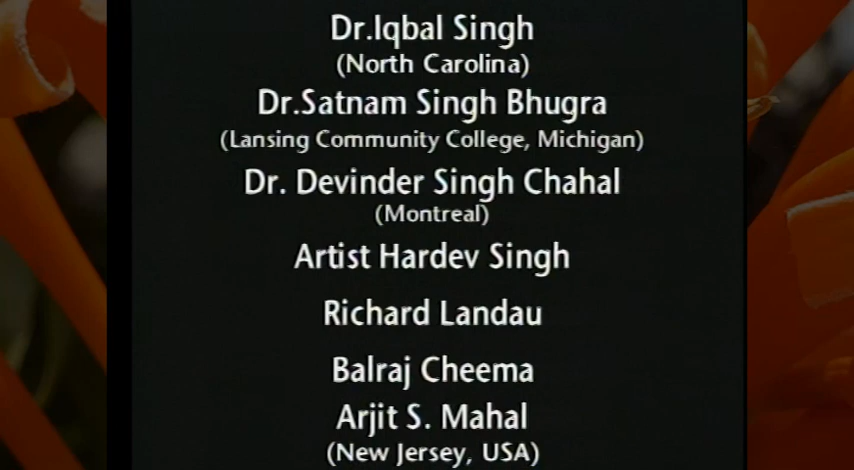 Dr.Iqbal Singh
(North Carolina)
Dr.Satnam Singh Bhugra
(Lansing Community College, Michigan)
Dr. Devinder Singh Chahal
(Montreal)
Artist Hardev Singh
Richard Landau
Balraj Cheema
Arjit S. Mahal
(New Jersey, USA)